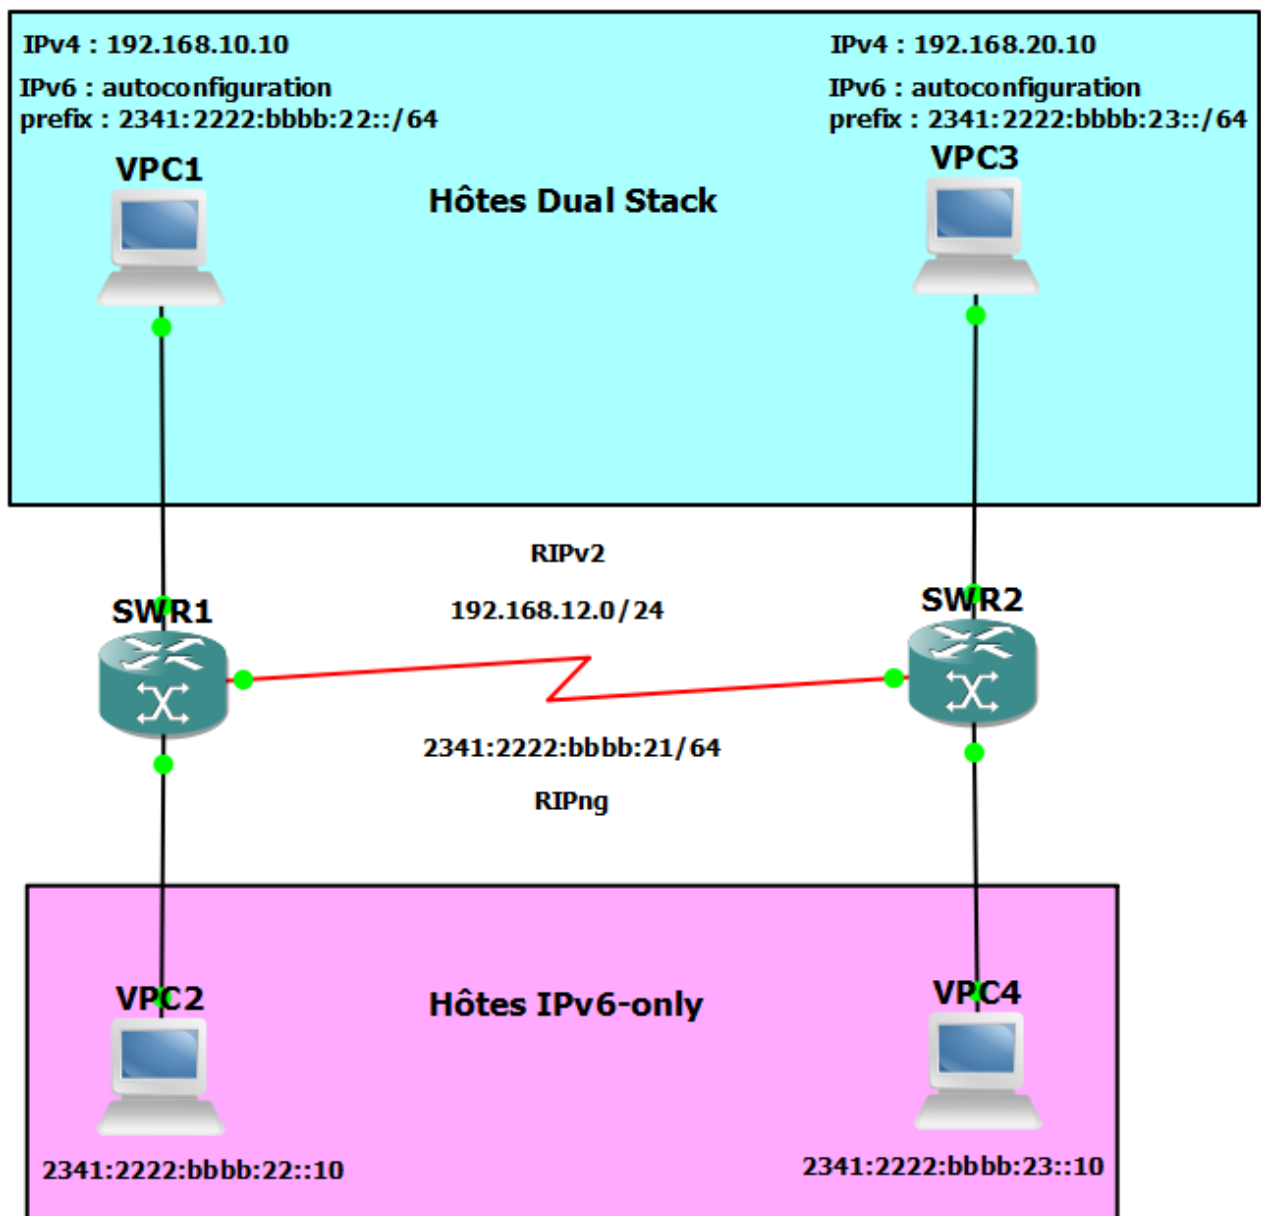 IPv4 : 192.168.10.10
IPv6 : autoconfiguration
prefix : 2341:2222:bbbb:22::/64
IPv4 : 192.168.20.10
IPv6 : autoconfiguration
prefix : 2341:2222:bbbb:23::/64
VPC1
VPC3
Hôtes Dual Stack
RIPv2
192.168.12.0/24
SWR1
SWR2
2341:2222:bbbb:21/64
RIPng
VPC2
Hôtes IPv6-only
VPC4
2341:2222:bbbb:22::10
2341:2222:bbbb:23::10